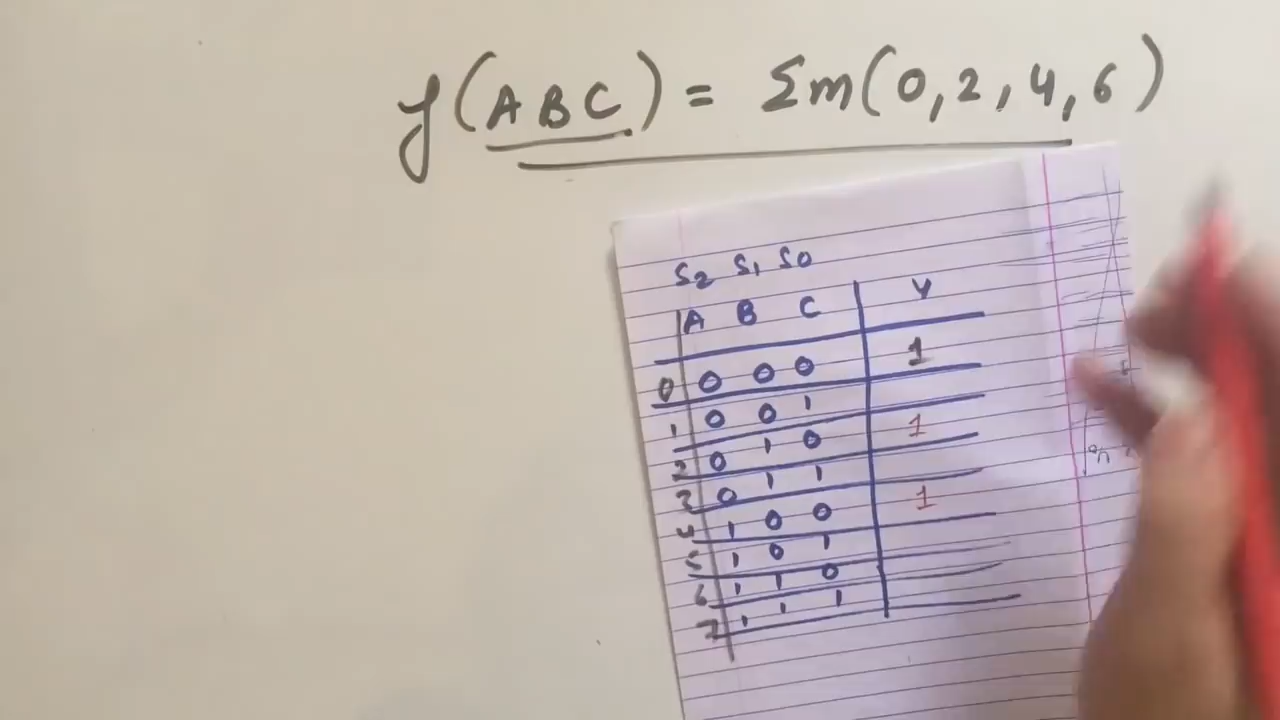 y(ABC) = Σm(0,2,4,6)
S2 S1 S0
A B C Y
0 0 0 0 1
1 0 0 1
2 0 1 0 1
3 0 1 1
4 1 0 0 1
5 1 0 1
6 1 1 0
7 1 1 1